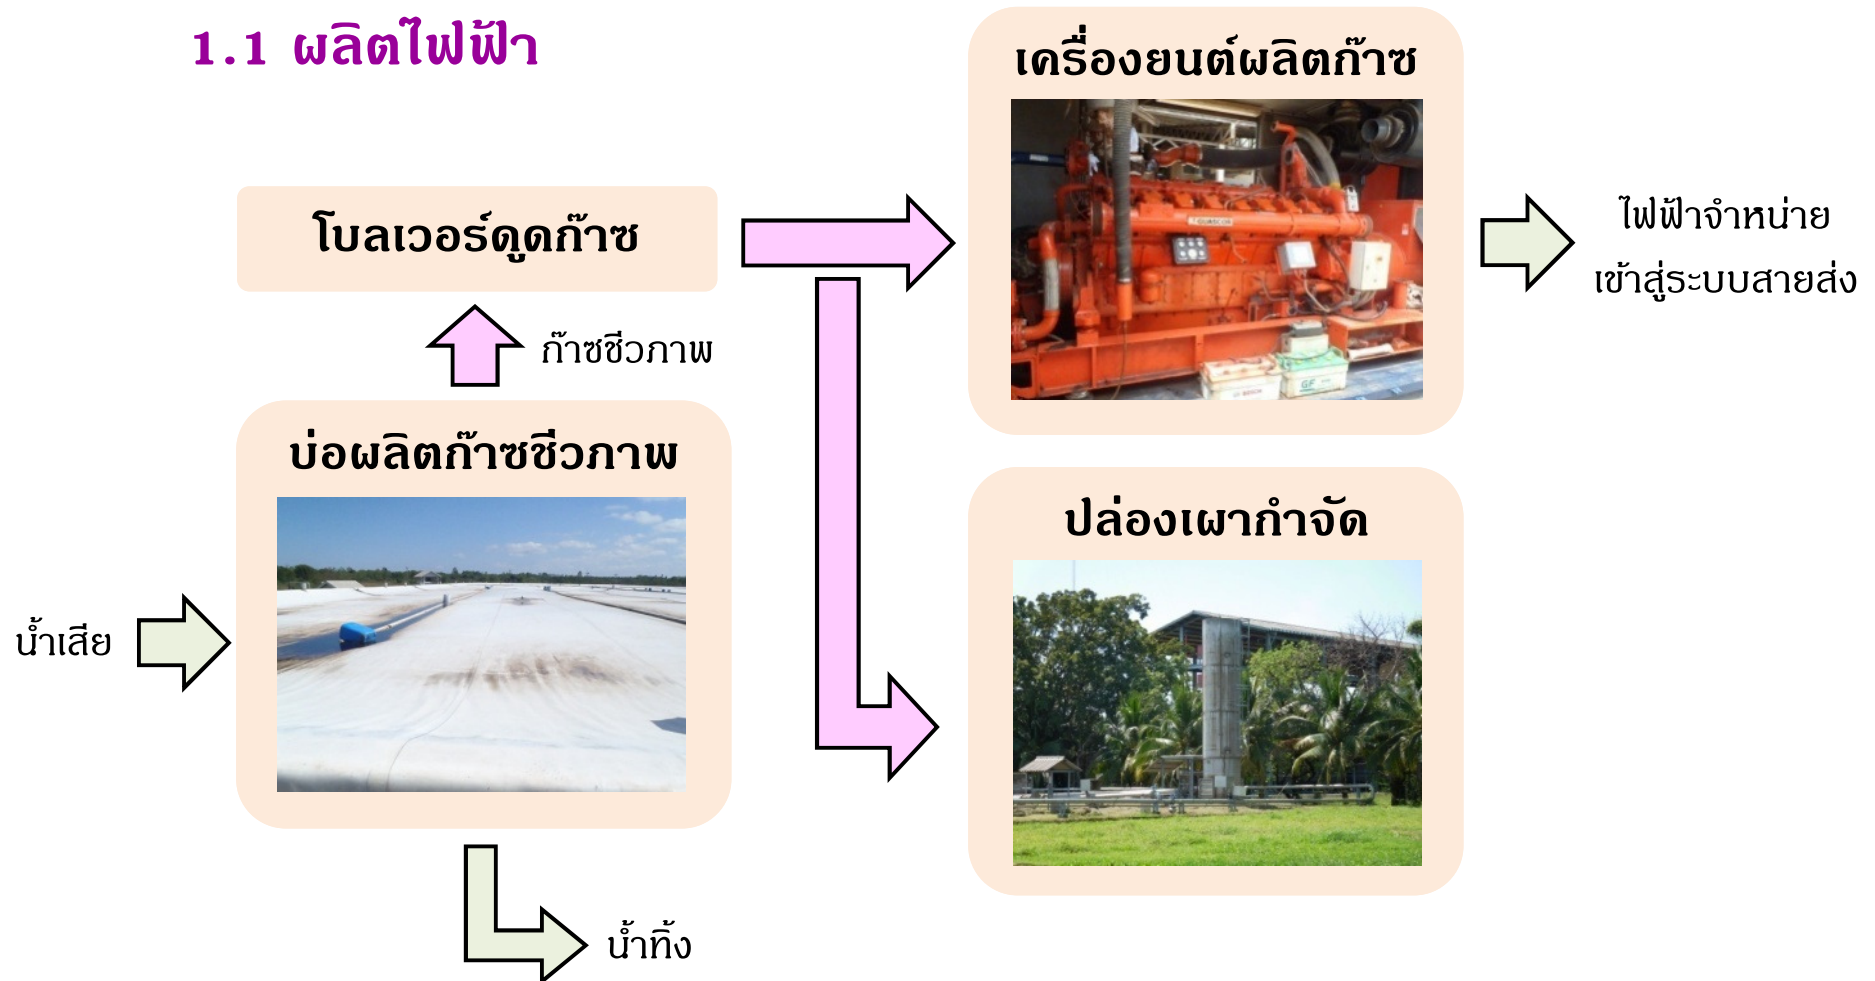 1.1 ผลิตไฟฟ้า
เครื่องยนต์ผลิตก๊าซ
โบลเวอร์ดูดก๊าซ
ไฟฟ้าจำหน่าย
เข้าสู่ระบบสายส่ง
ก๊าซชีวภาพ
บ่อผลิตก๊าซชีวภาพ
ปล่องเผากำจัด
น้ำเสีย
น้ำทิ้ง
GUASCOR
GF
BOSCH